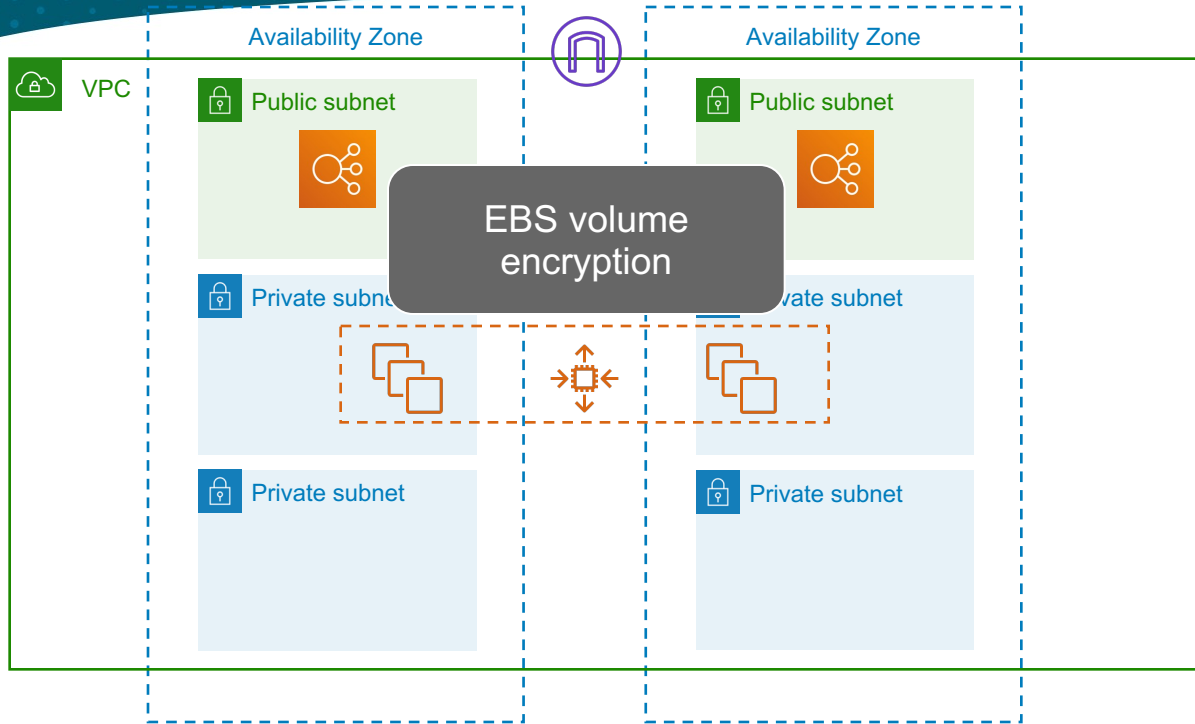 Availability Zone
Availability Zone
VPC
Public subnet
Public subnet
EBS volume
encryption
Private subne
vate subnet
Private subnet
Private subnet